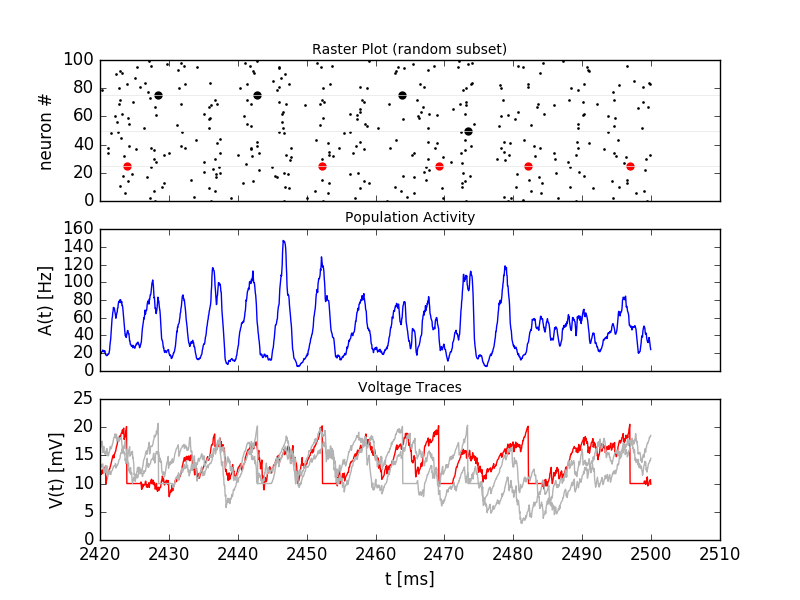 Raster Plot (random subset)
100
80
60
40
20
0
neuron #
Population Activity
160
140
120
100
80
60
40
20
0
A(t) [Hz]
Voltage Traces
25
20
15
10
5
0
V(t) [mV]
2420 2430 2440 2450 2460 2470 2480 2490 2500 2510
t [ms]